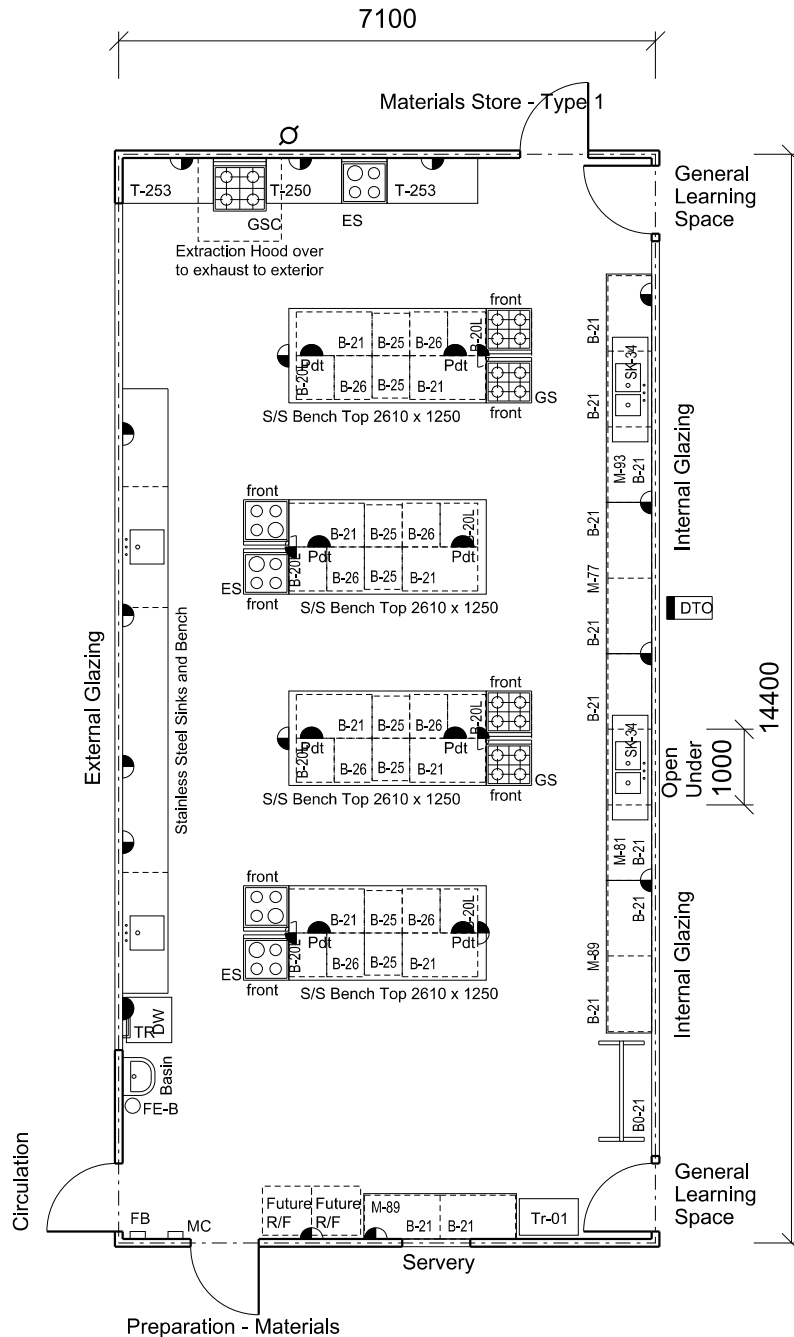 7100
Materials Store - Type 1
General
Learning
Space
T-253
T-250
T-253
GSC
ES
Extraction Hood over
to exhaust to exterior
front
B-21
B-25
B-26
B-20L
Pdt
Pdt
B-20L
B-26
B-25
B-21
GS
front
S/S Bench Top 2610 x 1250
B-21
SK-34
B-21
M-93
B-21
Internal Glazing
front
B-21
B-25
B-26
B-20L
Pdt
Pdt
B-20L
B-26
B-25
B-21
ES
front
S/S Bench Top 2610 x 1250
B-21
M-77
B-21
DTO
External Glazing
Stainless Steel Sinks and Bench
front
B-21
B-25
B-26
B-20L
Pdt
Pdt
B-20L
B-26
B-25
B-21
GS
front
S/S Bench Top 2610 x 1250
B-21
SK-34
Open
Under
1000
14400
M-81
B-21
front
B-21
B-25
B-26
B-20L
Pdt
Pdt
B-20L
B-26
B-25
B-21
ES
front
S/S Bench Top 2610 x 1250
B-21
M-89
B-21
Internal Glazing
TR
DW
Basin
FE-B
B0-21
Circulation
FB
MC
Future
R/F
Future
R/F
M-89
B-21
B-21
Tr-01
General
Learning
Space
Servery
Preparation - Materials